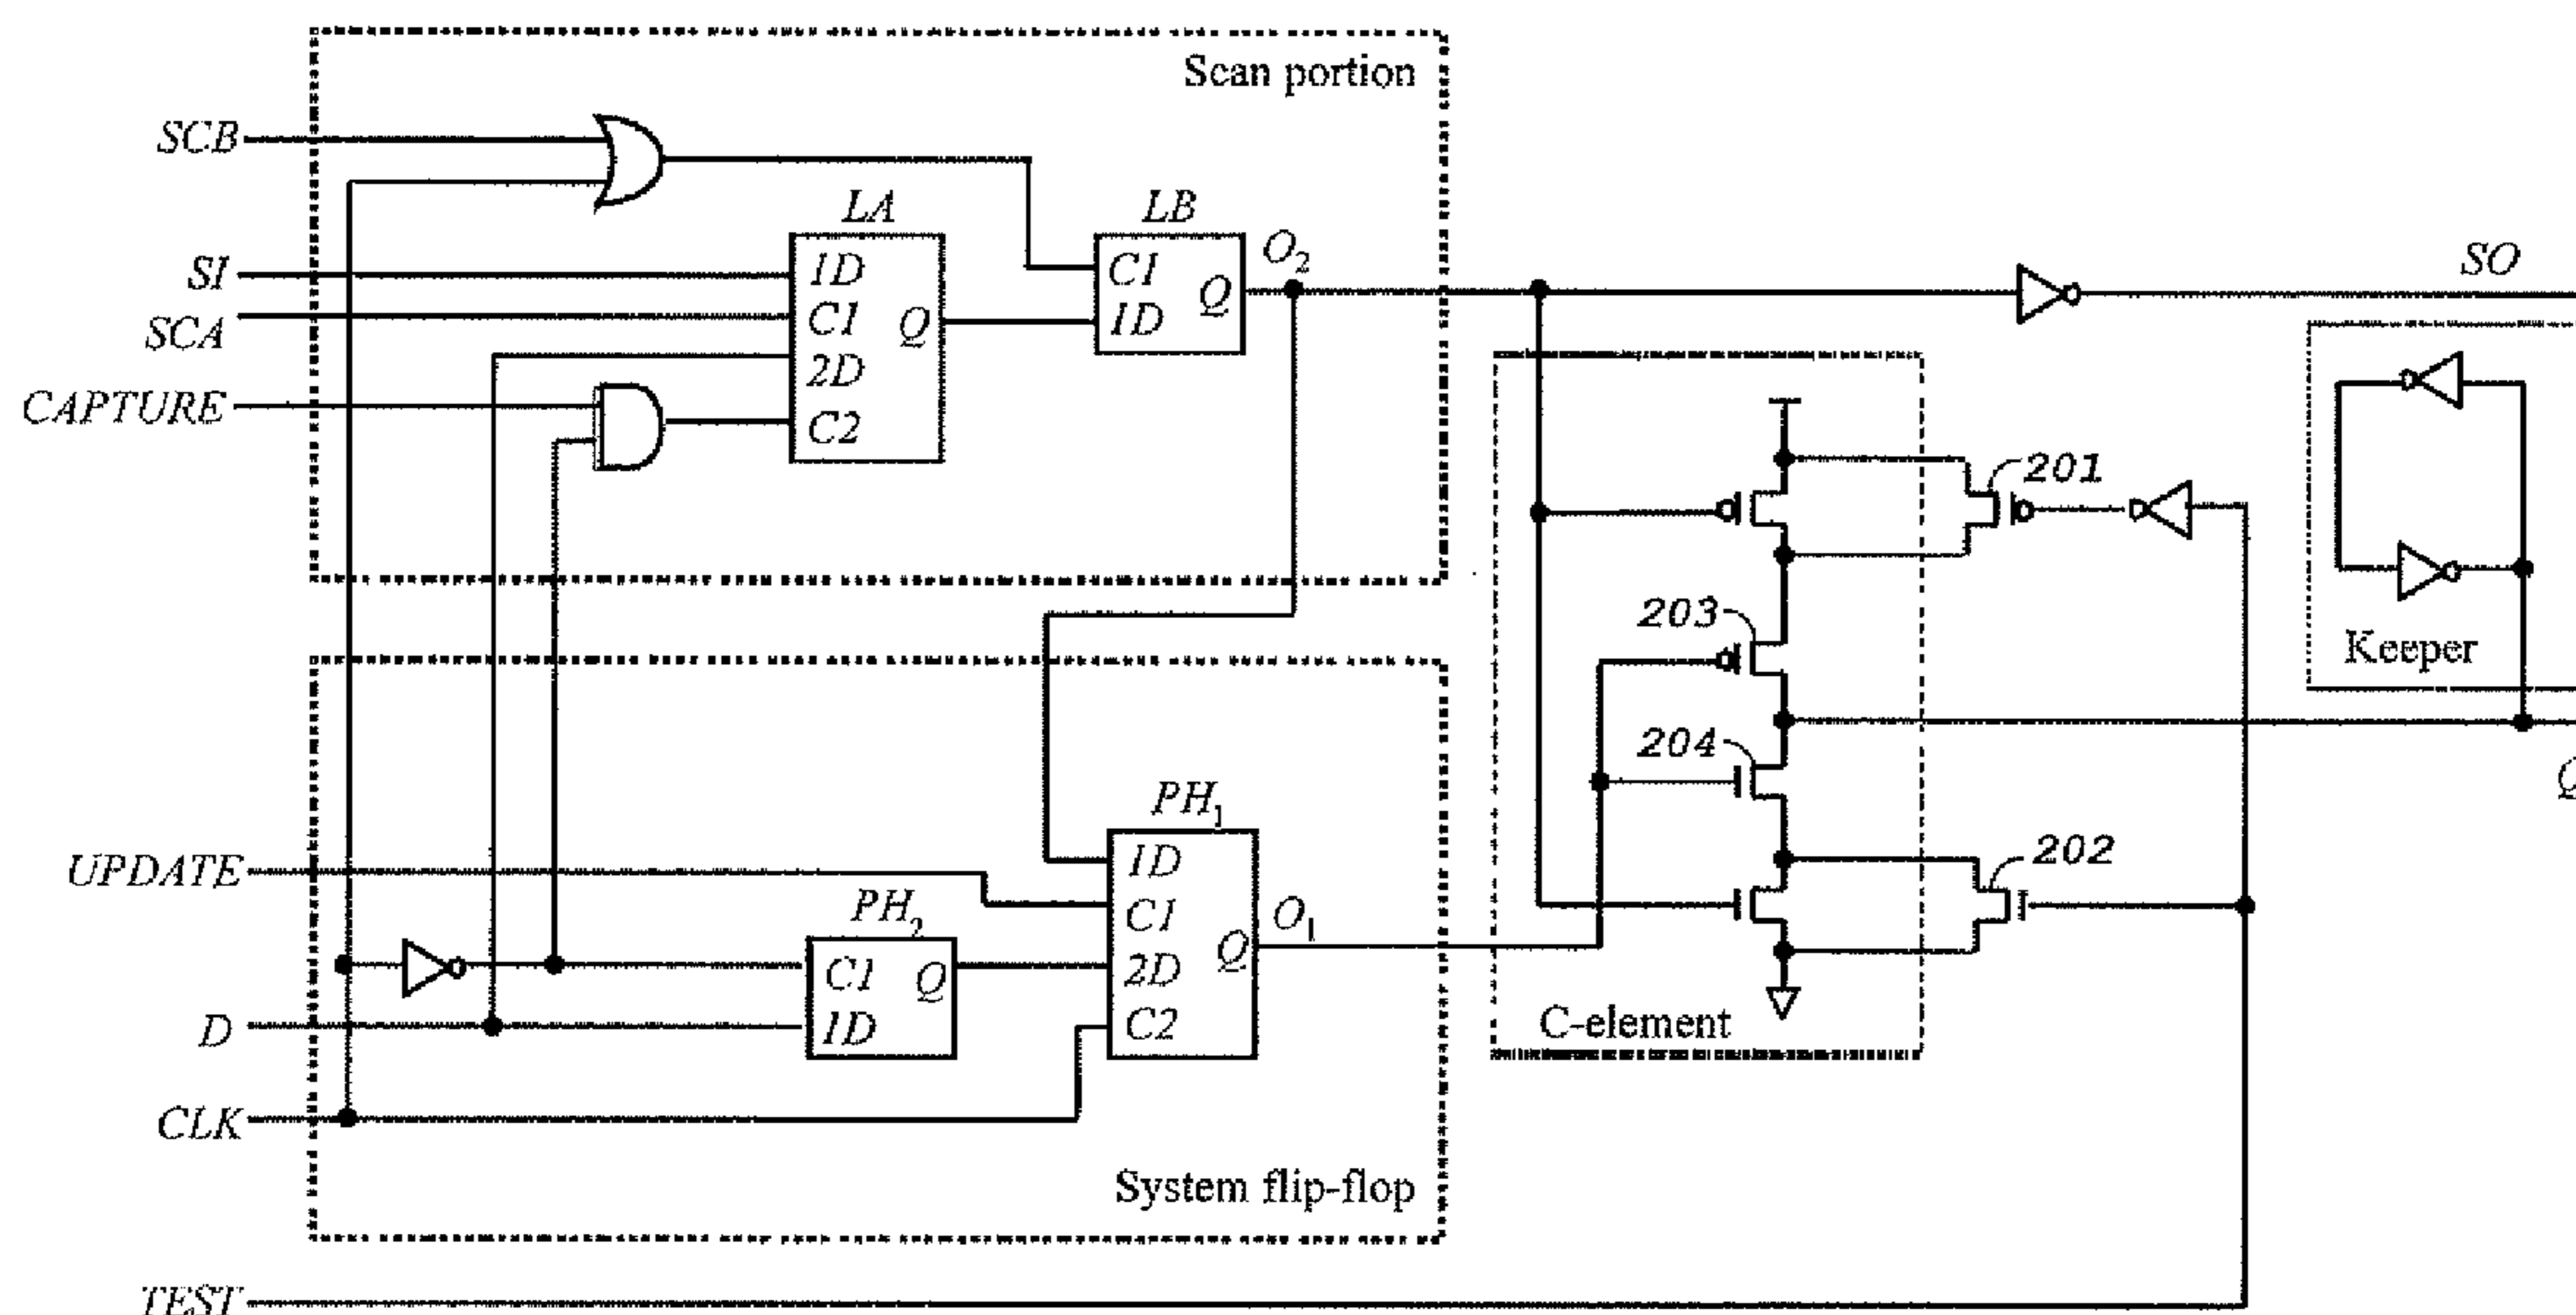 Scan portion
SCB
LA
LB
O2
SI
1D
C1
SO
SCA
C1
Q
1D
Q
2D
CAPTURE
C2
201
203
Keeper
204
Q
PH1
UPDATE
1D
202
PH2
C1
O1
C1
Q
2D
Q
D
1D
C2
C-element
CLK
System flip-flop
TEST